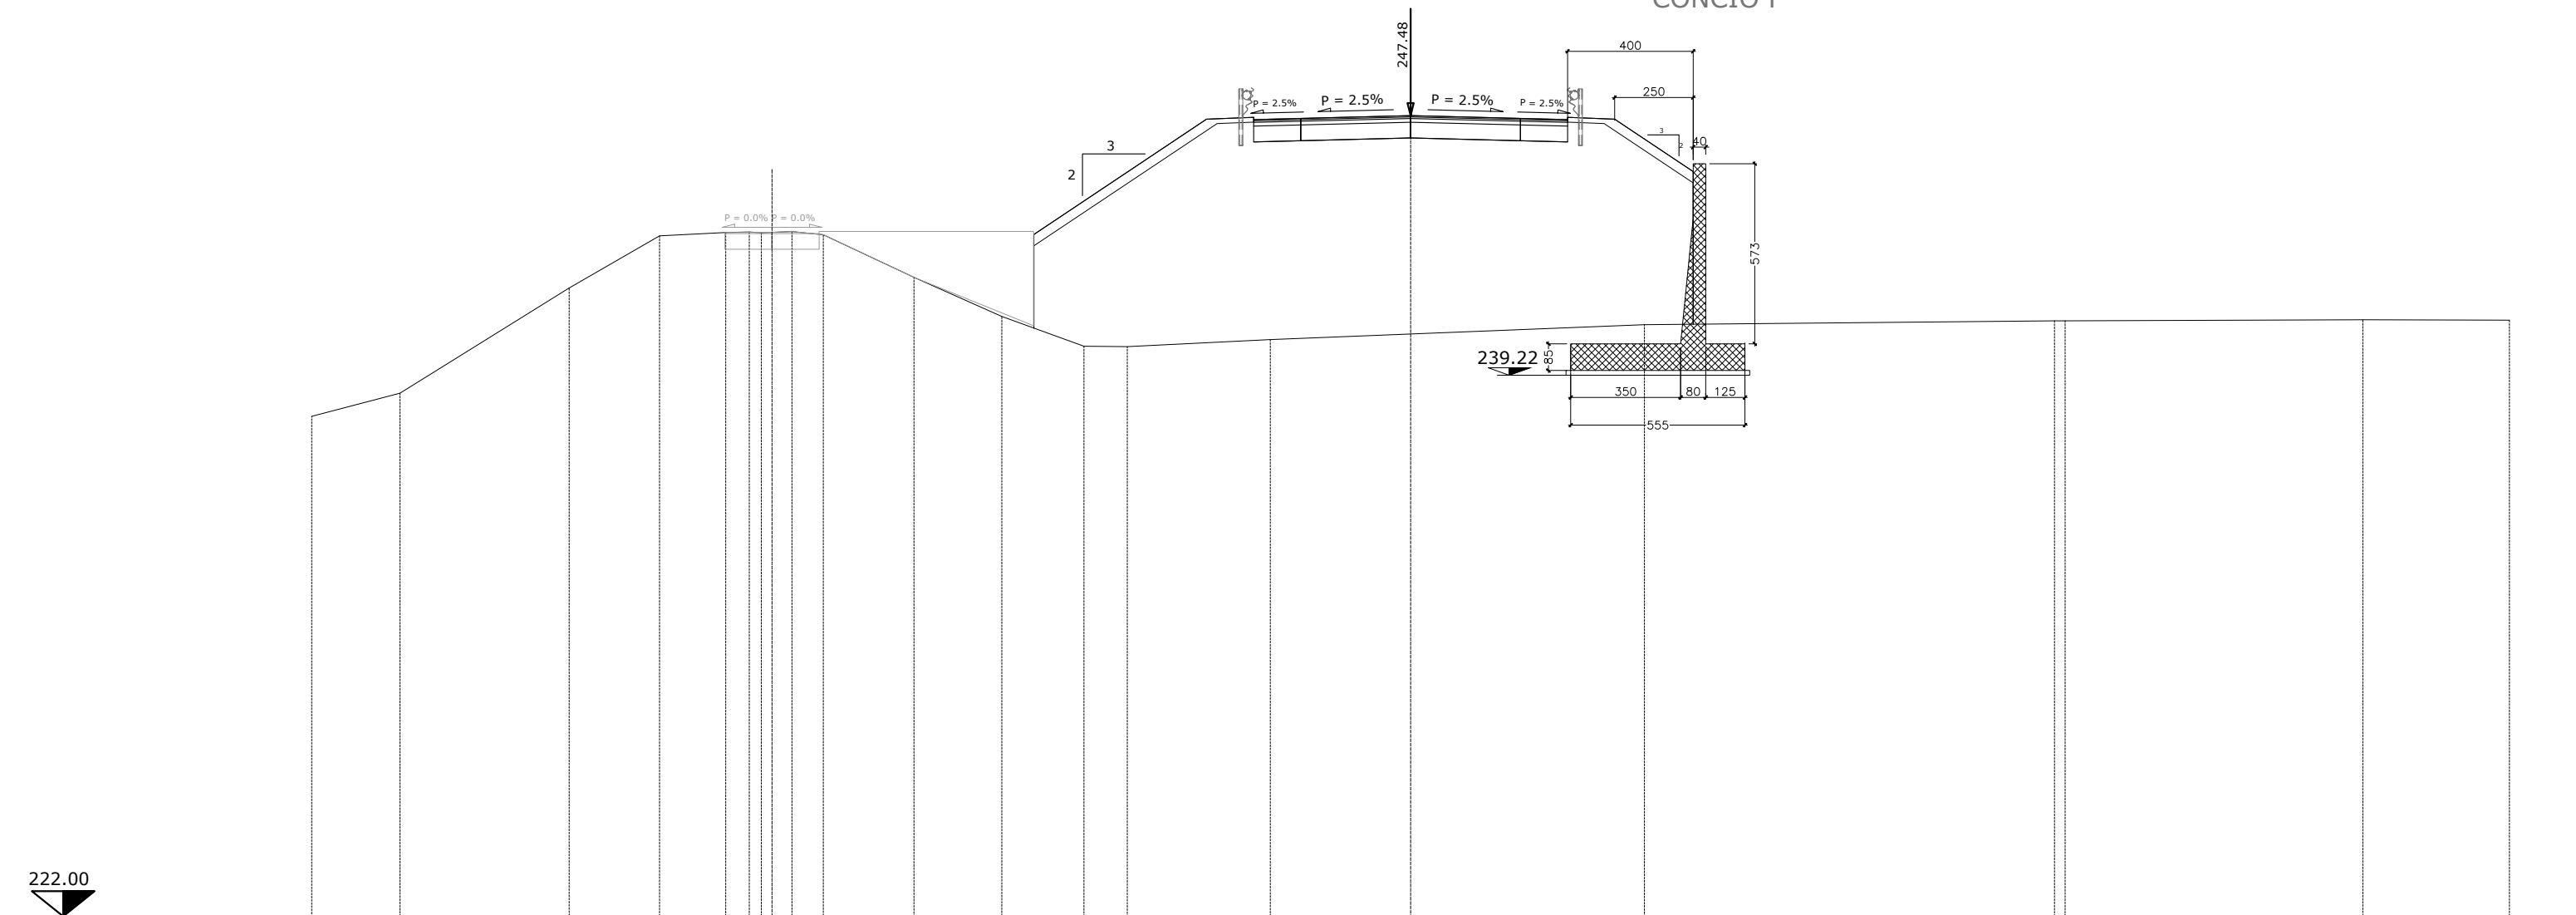 CONCIO
247.48
400
250
P = 2.5%
P = 2.5%
P = 2.5%
P = 2.5%
3
2
3
2
40
573
P = 0.0%
P = 0.0%
239.22
85
350
80
125
555
222.00